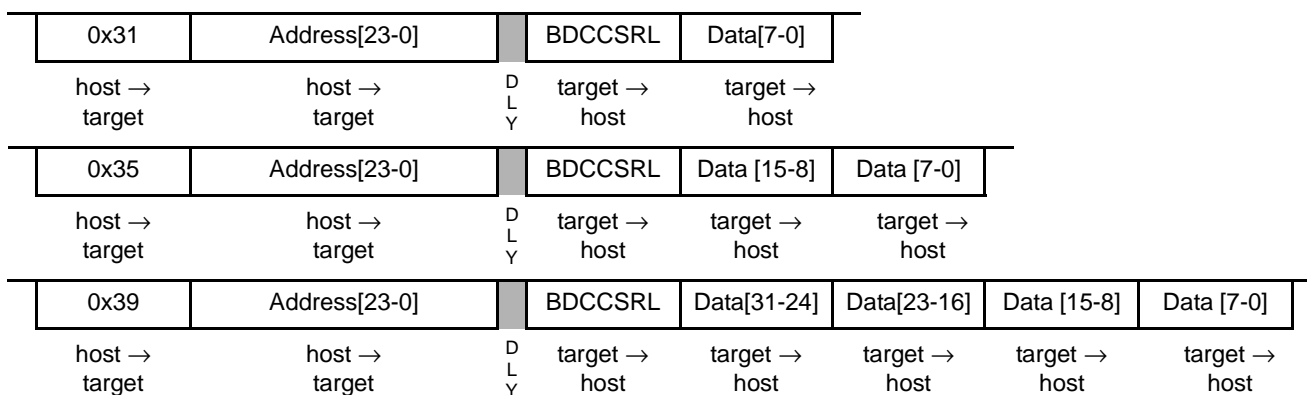 0x31 Address[23-0] BDCCSRL Data[7-0]
host → host → D target → target →
L
target target Y host host
0x35 Address[23-0] BDCCSRL Data [15-8] Data [7-0]
host → host → D target → target → target →
L
target target Y host host host
0x39 Address[23-0] BDCCSRL Data[31-24] Data[23-16] Data [15-8] Data [7-0]
host → host → D target → target → target → target → target →
L
target target Y host host host host host